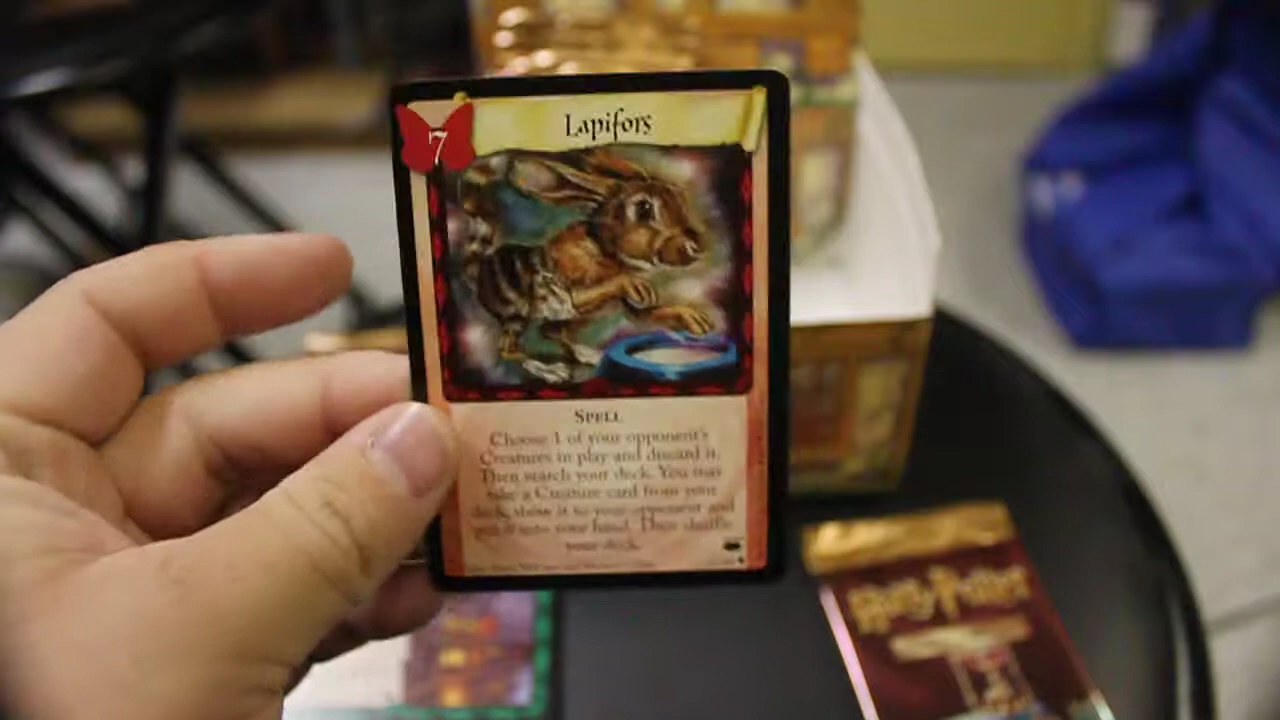 7
Lapifors
SPELL
Choose 1 of your opponent's
Creatures in play and discard it.
Then search your deck. You may
take a Creature card from your
deck, show it to your opponent and
put it into your hand. Then shuffle
your deck.
Harry Potter